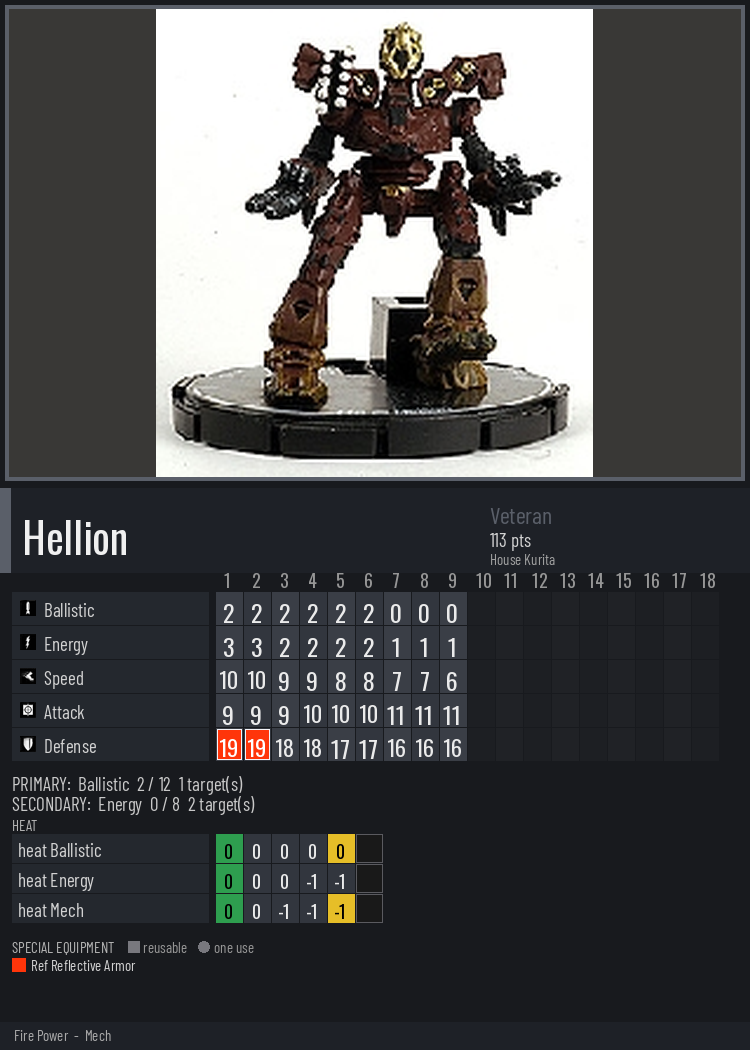 Hellion
Veteran
113 pts
House Kurita
1 2 3 4 5 6 7 8 9 10 11 12 13 14 15 16 17 18
Ballistic 2 2 2 2 2 2 0 0 0
Energy 3 3 2 2 2 2 1 1 1
Speed 10 10 9 9 8 8 7 7 6
Attack 9 9 9 10 10 10 11 11 11
Defense 19 19 18 18 17 17 16 16 16
PRIMARY: Ballistic 2 / 12 1 target(s)
SECONDARY: Energy 0 / 8 2 target(s)
HEAT
heat Ballistic 0 0 0 0 0
heat Energy 0 0 0 -1 -1
heat Mech 0 0 -1 -1 -1
SPECIAL EQUIPMENT reusable one use
Ref Reflective Armor
Fire Power - Mech